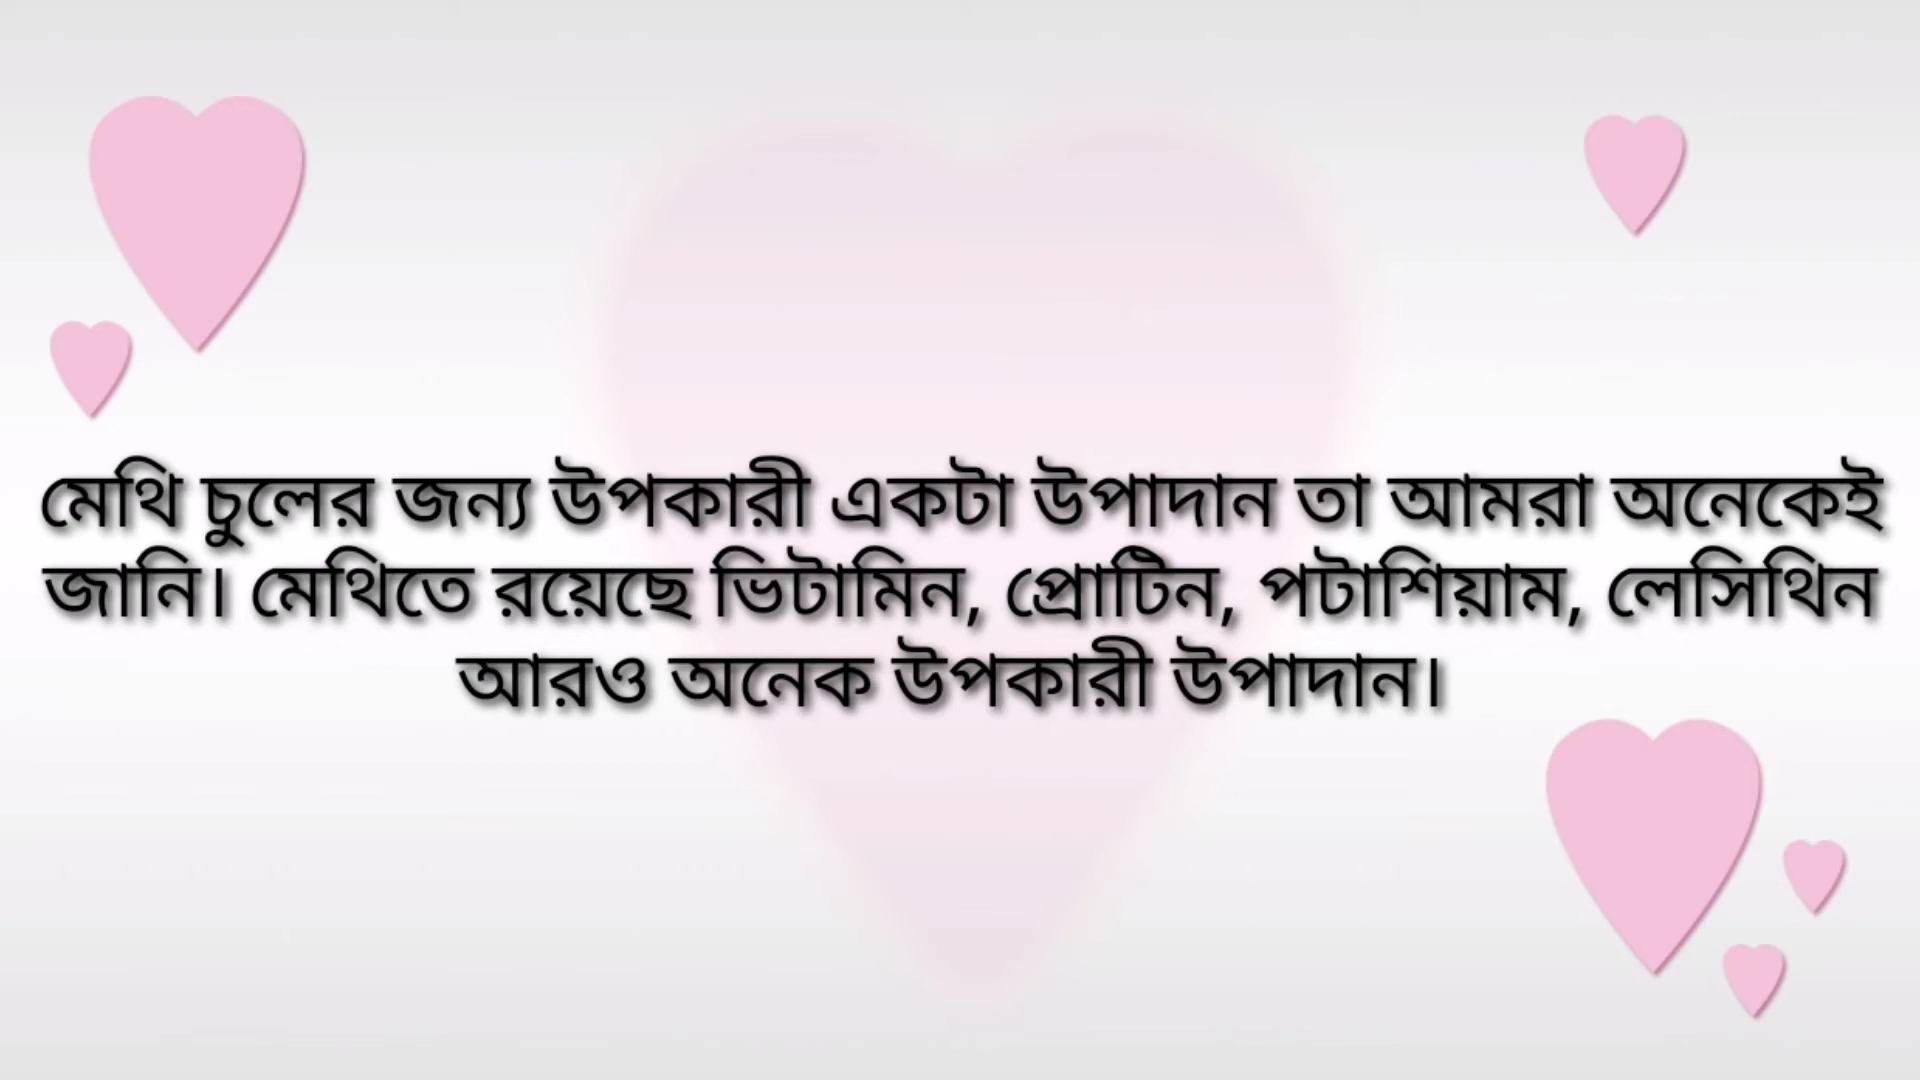 মেথি চুলের জন্য উপকারী একটা উপাদান তা আমরা অনেকেই
জানি। মেথিতে রয়েছে ভিটামিন, প্রোটিন, পটাশিয়াম, লেসিথিন
আরও অনেক উপকারী উপাদান।